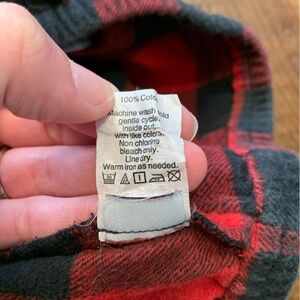 100% Cotto
Machine wash cold
gentle cycle,
inside out,
with like colors.
Non chlorine
bleach only.
Line dry.
Warm iron as needed.